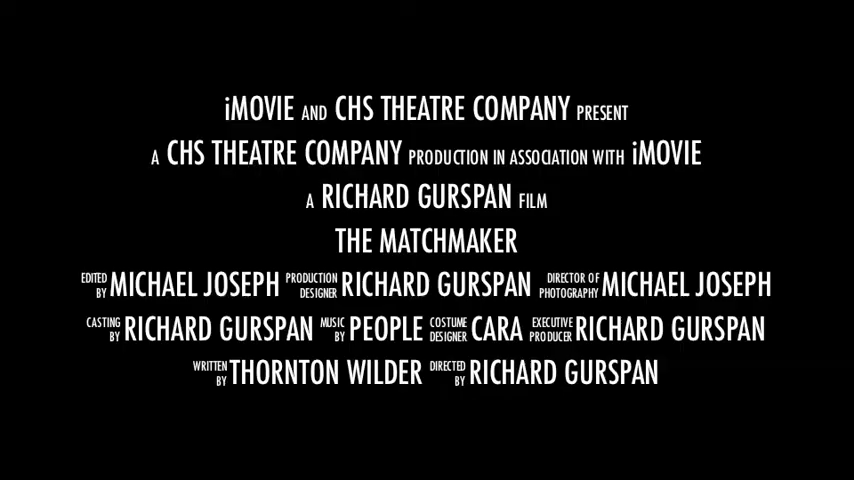 iMOVIE AND CHS THEATRE COMPANY PRESENT
A CHS THEATRE COMPANY PRODUCTION IN ASSOCIATION WITH iMOVIE
A RICHARD GURSPAN FILM
THE MATCHMAKER
EDITED BY MICHAEL JOSEPH PRODUCTION DESIGNER RICHARD GURSPAN DIRECTOR OF PHOTOGRAPHY MICHAEL JOSEPH
CASTING BY RICHARD GURSPAN MUSIC BY PEOPLE COSTUME DESIGNER CARA EXECUTIVE PRODUCER RICHARD GURSPAN
WRITTEN BY THORNTON WILDER DIRECTED BY RICHARD GURSPAN